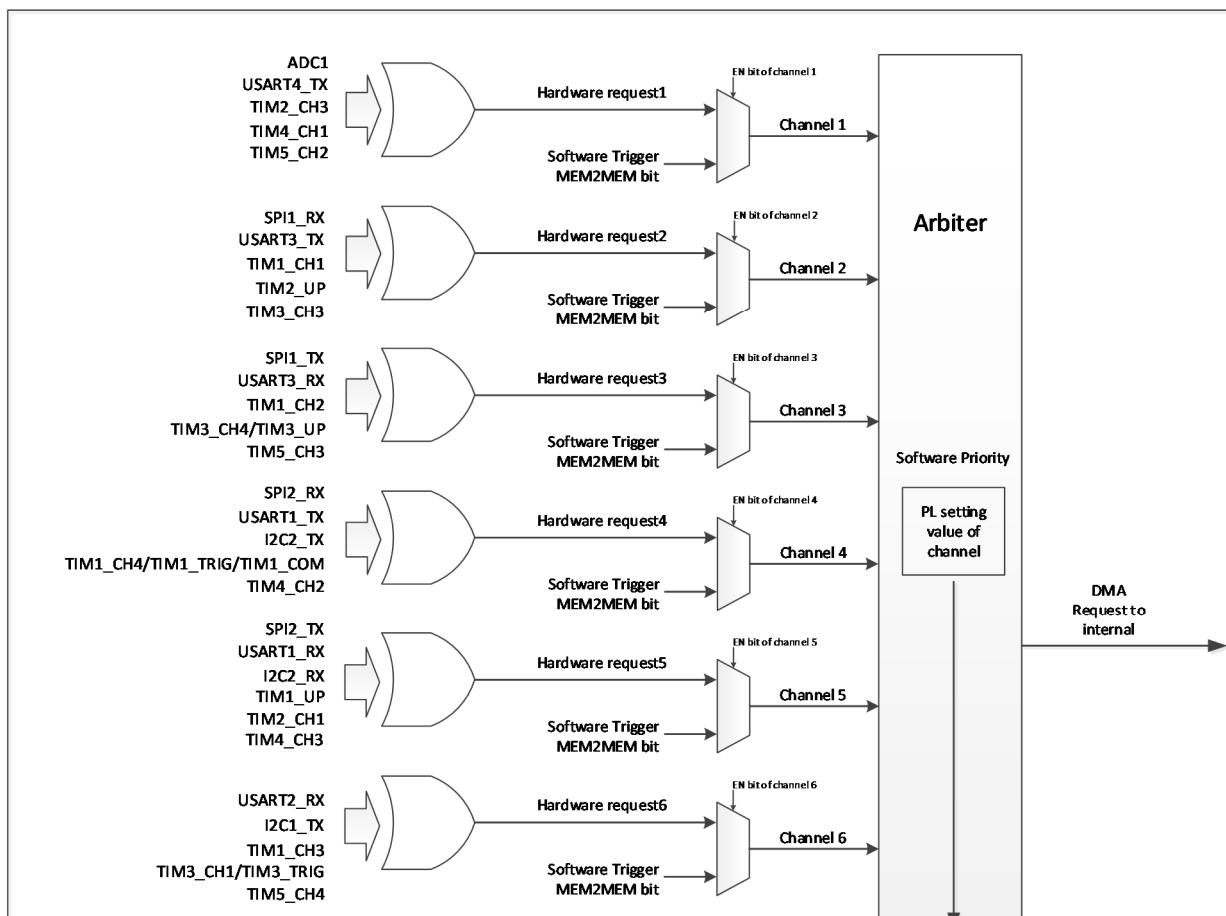 ADC1
USART4_TX
TIM2_CH3
TIM4_CH1
TIM5_CH2
Hardware request1
EN bit of channel 1
Channel 1
Software Trigger
MEM2MEM bit
SPI1_RX
USART3_TX
TIM1_CH1
TIM2_UP
TIM3_CH3
Hardware request2
EN bit of channel 2
Channel 2
Software Trigger
MEM2MEM bit
SPI1_TX
USART3_RX
TIM1_CH2
TIM3_CH4/TIM3_UP
TIM5_CH3
Hardware request3
EN bit of channel 3
Channel 3
Software Trigger
MEM2MEM bit
SPI2_RX
USART1_TX
I2C2_TX
TIM1_CH4/TIM1_TRIG/TIM1_COM
TIM4_CH2
Hardware request4
EN bit of channel 4
Channel 4
Software Trigger
MEM2MEM bit
SPI2_TX
USART1_RX
I2C2_RX
TIM1_UP
TIM2_CH1
TIM4_CH3
Hardware request5
EN bit of channel 5
Channel 5
Software Trigger
MEM2MEM bit
USART2_RX
I2C1_TX
TIM1_CH3
TIM3_CH1/TIM3_TRIG
TIM5_CH4
Hardware request6
EN bit of channel 6
Channel 6
Software Trigger
MEM2MEM bit
Arbiter
Software Priority
PL setting
value of
channel
DMA
Request to
internal